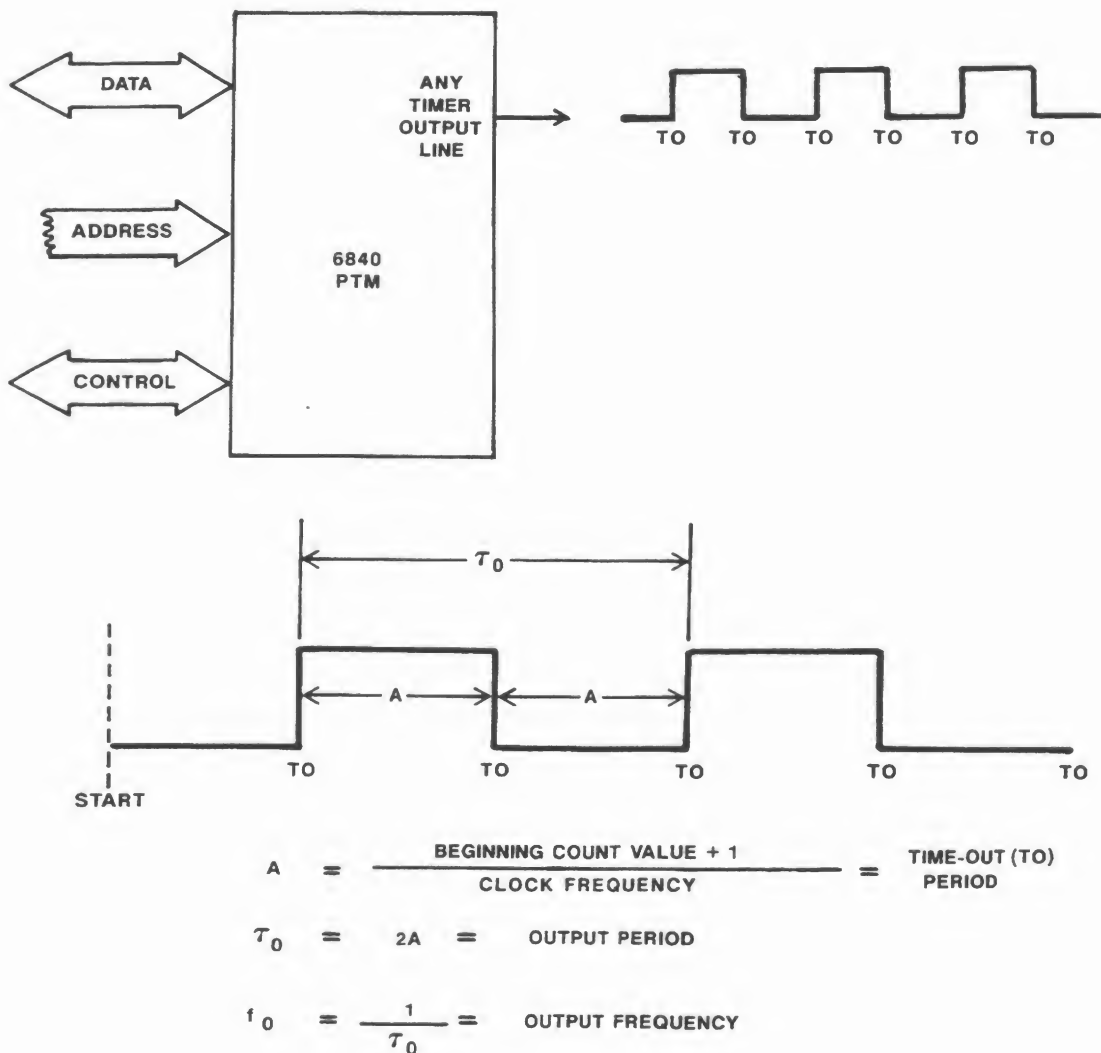 DATA
ADDRESS
CONTROL
ANY
TIMER
OUTPUT
LINE
6840
PTM
TO TO TO TO TO TO
τ0
A A
TO TO TO TO TO
START
A = BEGINNING COUNT VALUE + 1 / CLOCK FREQUENCY = TIME-OUT (TO) PERIOD
τ0 = 2A = OUTPUT PERIOD
f0 = 1 / τ0 = OUTPUT FREQUENCY